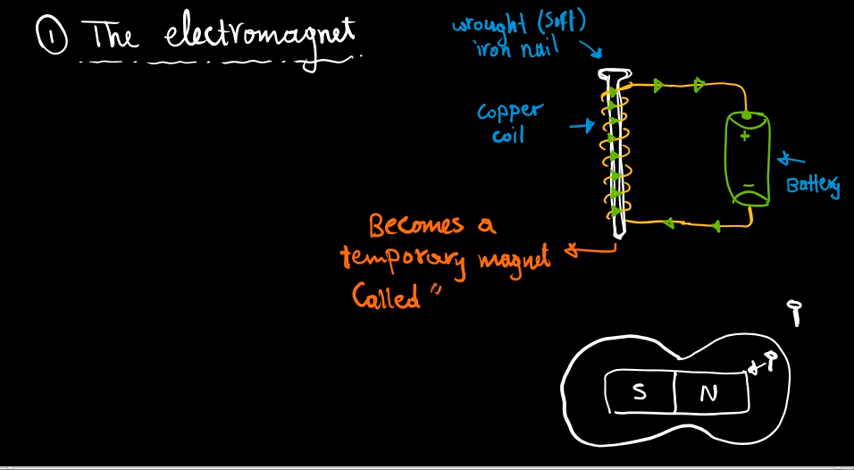 ① The electromagnet
wrought (soft)
iron nail
copper
coil
+
-
Battery
Becomes a
temporary magnet
Called "
S N